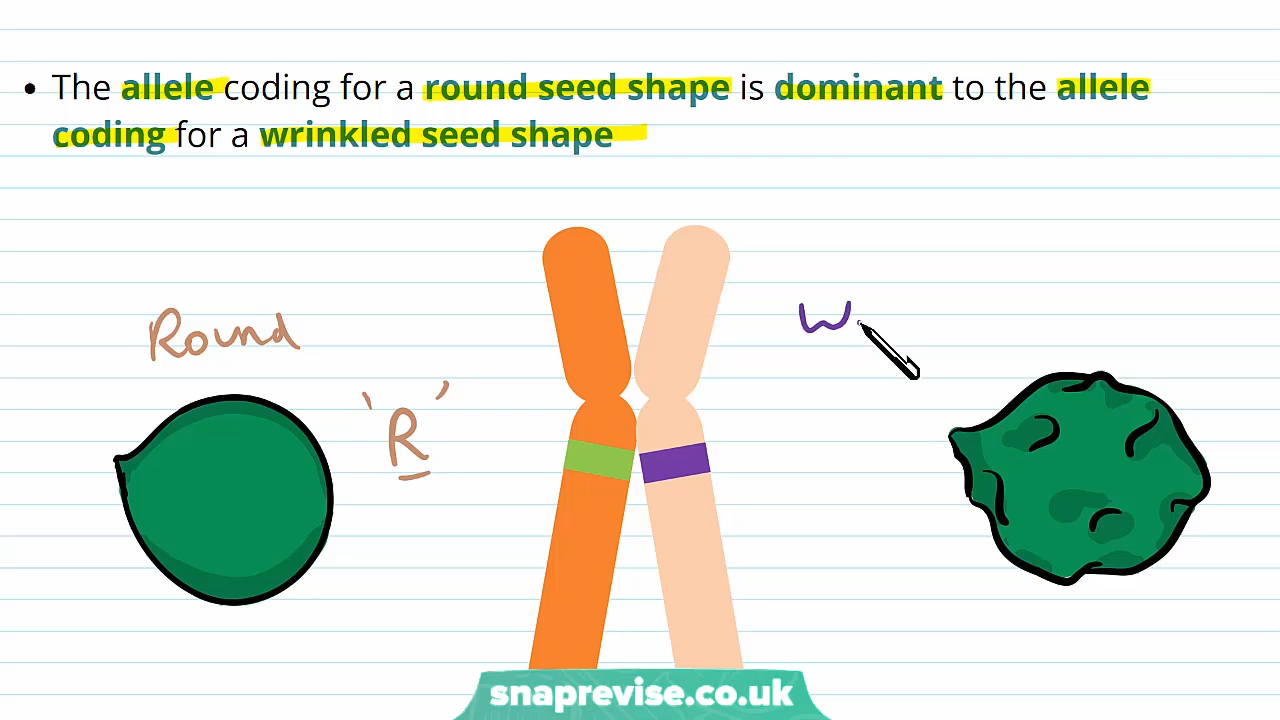 • The allele coding for a round seed shape is dominant to the allele
coding for a wrinkled seed shape
Round
'R'
W
snaprevise.co.uk